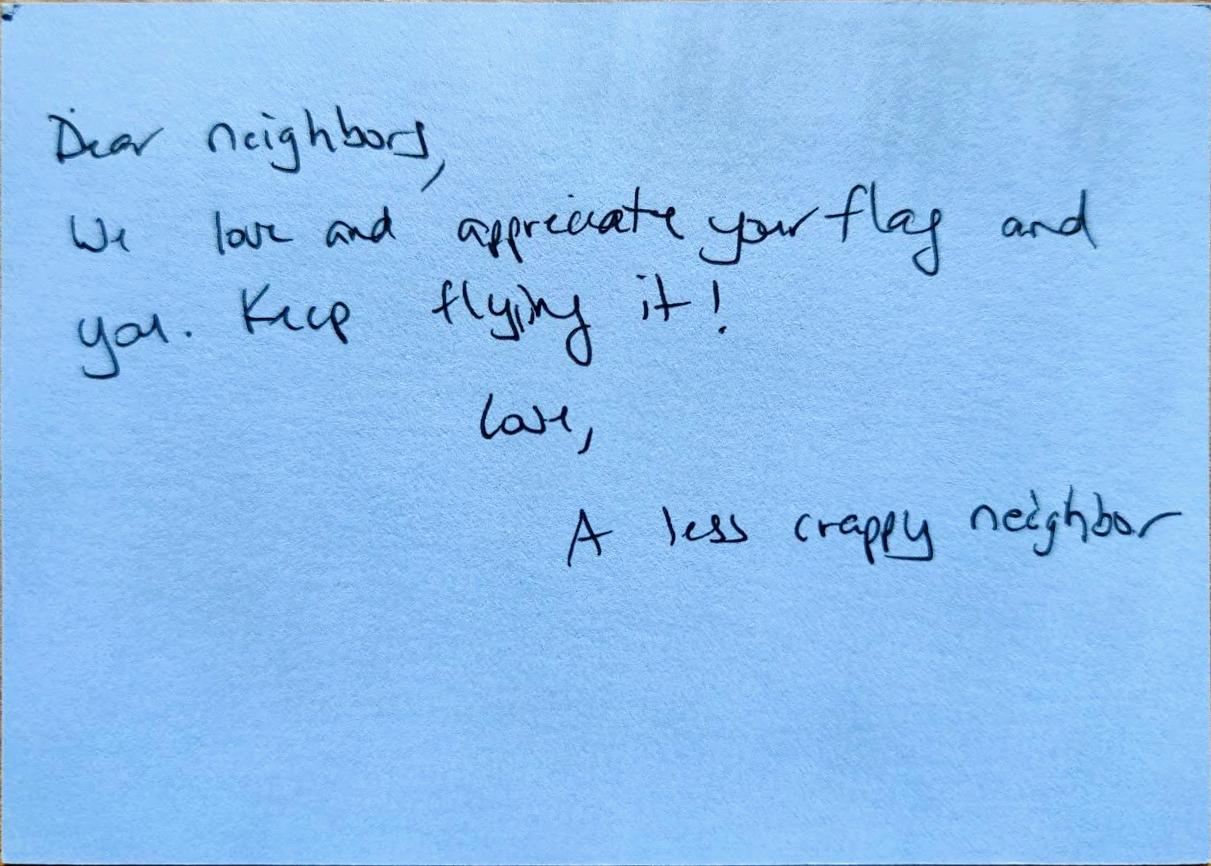 Dear neighbors,
We love and appreciate your flag and
you. Keep flying it!
Love,
A less crappy neighbor